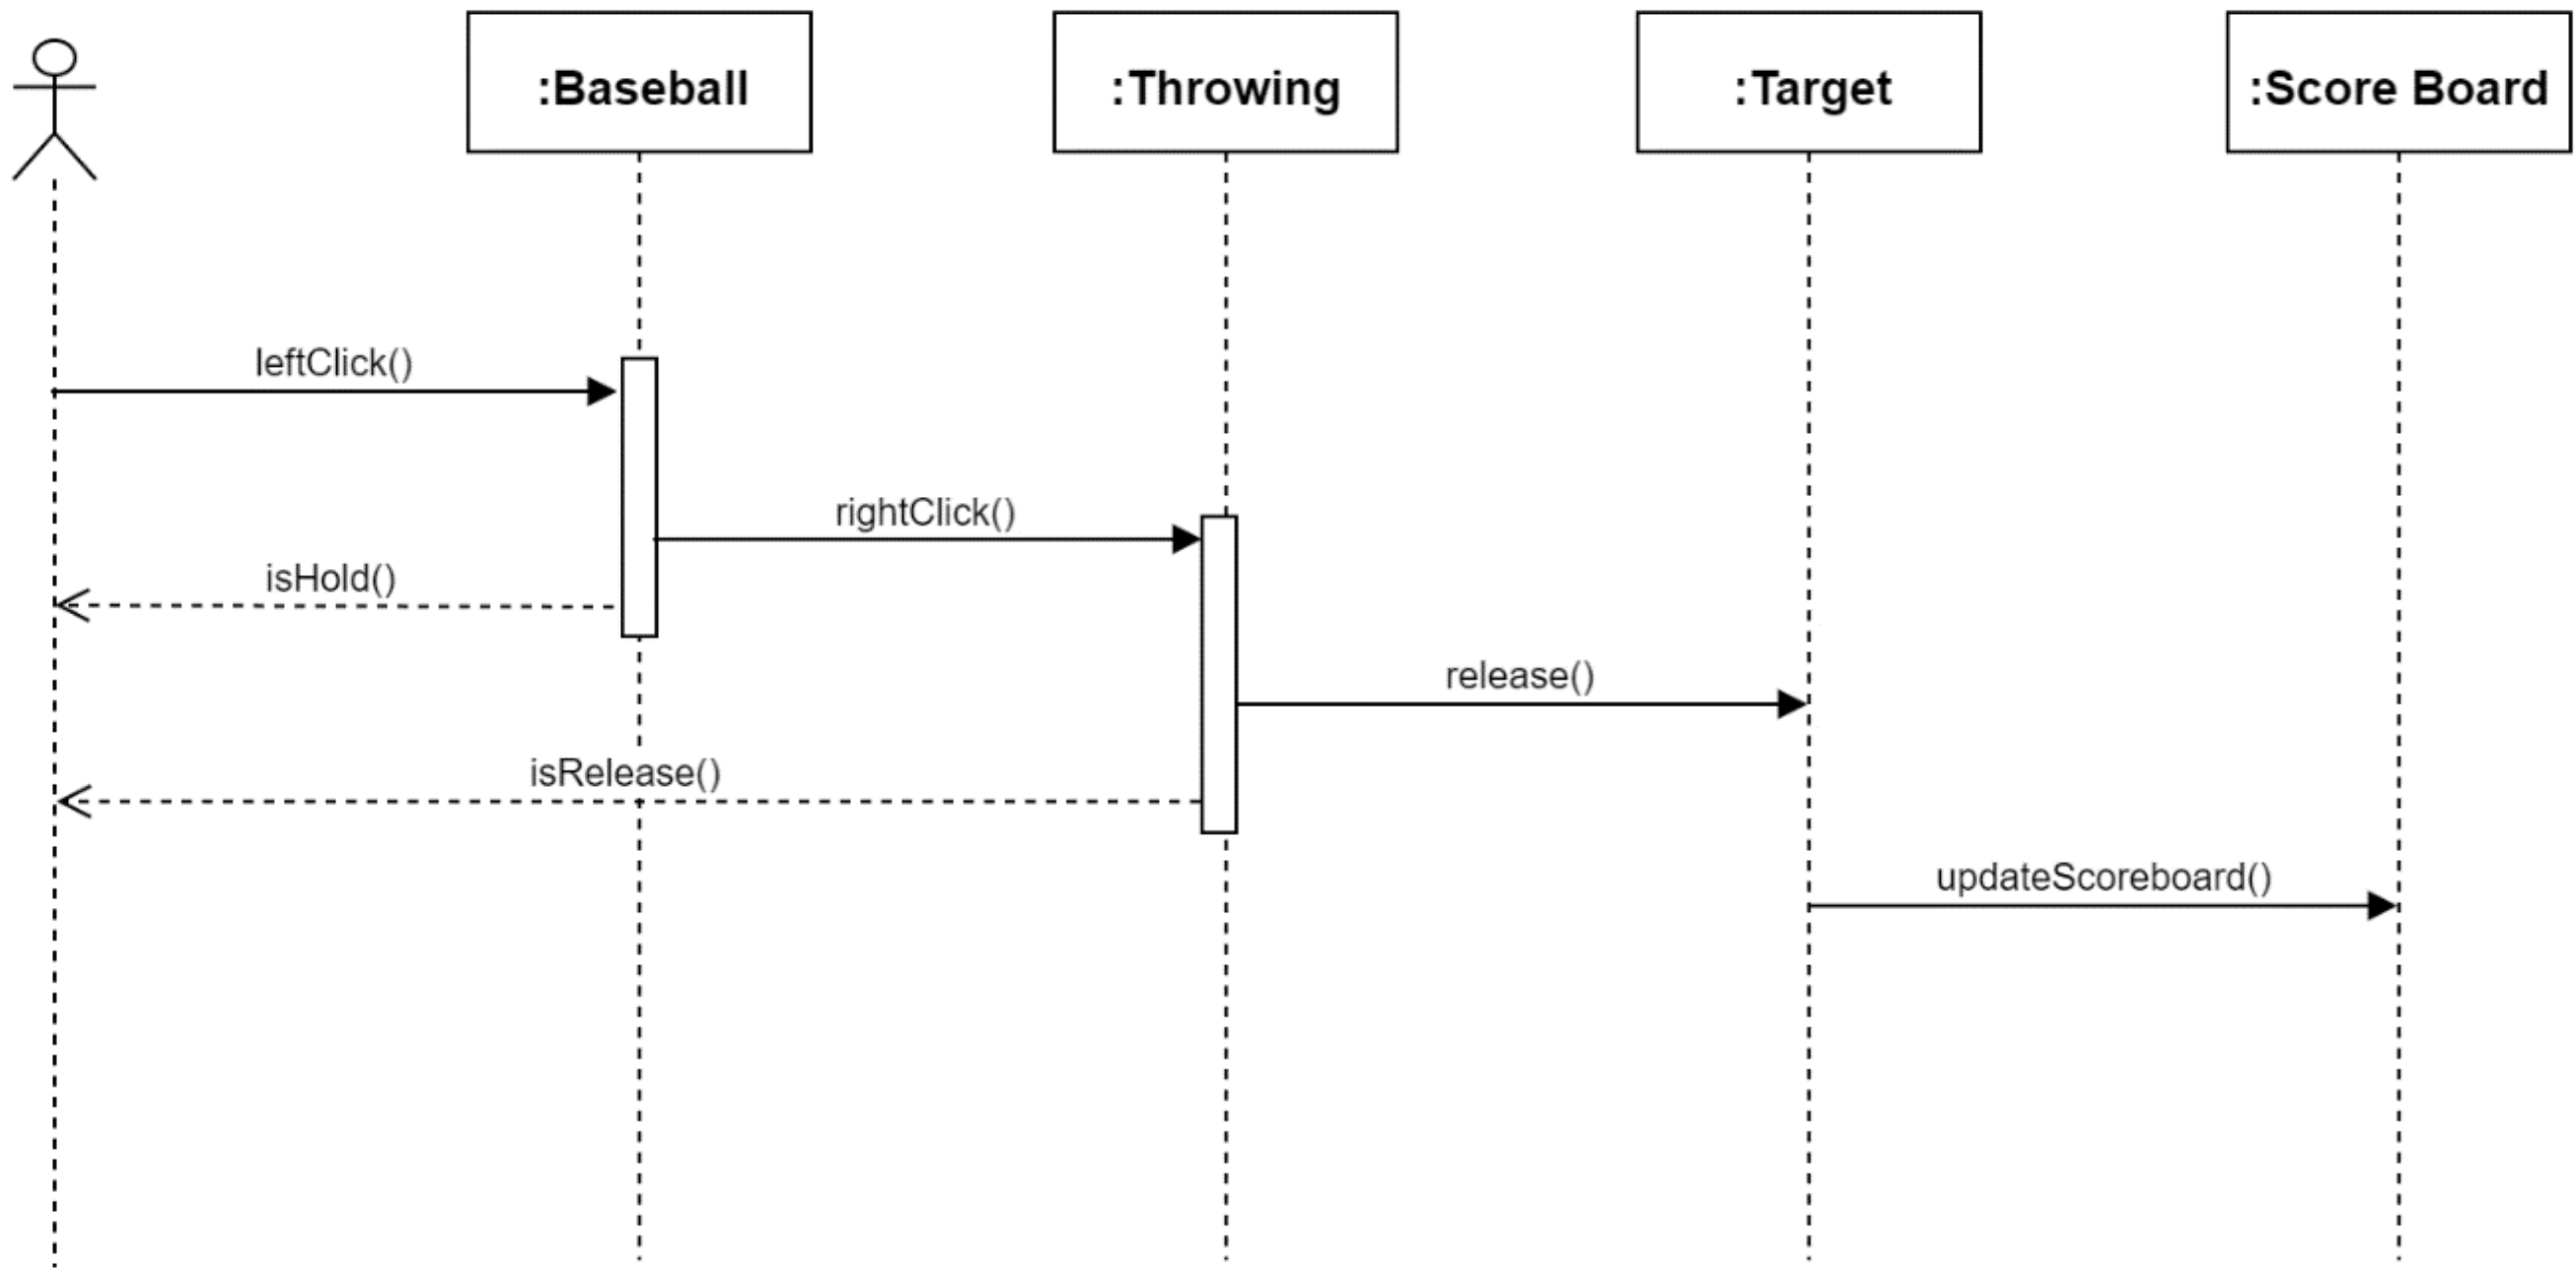 :Baseball
:Throwing
:Target
:Score Board
leftClick()
rightClick()
isHold()
release()
isRelease()
updateScoreboard()